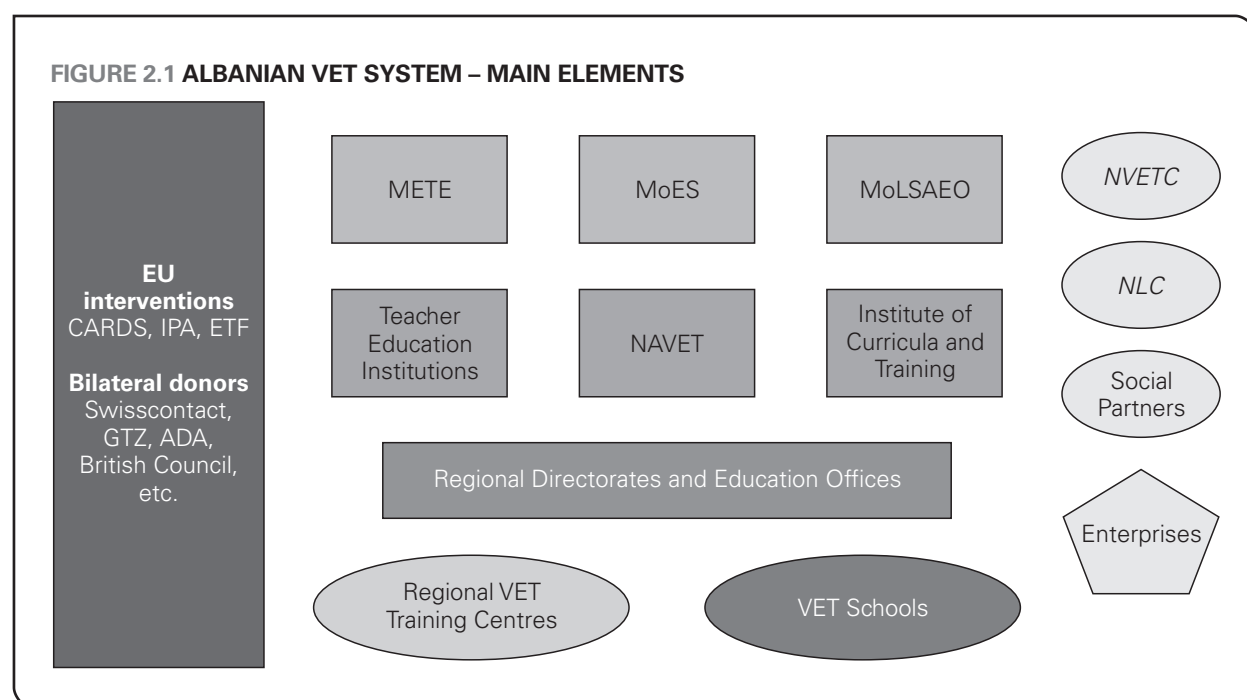 FIGURE 2.1 ALBANIAN VET SYSTEM – MAIN ELEMENTS
EU
interventions
CARDS, IPA, ETF
Bilateral donors
Swisscontact,
GTZ, ADA,
British Council,
etc.
METE
MoES
MoLSAEO
Teacher
Education
Institutions
NAVET
Institute of
Curricula and
Training
Regional Directorates and Education Offices
Regional VET
Training Centres
VET Schools
NVETC
NLC
Social
Partners
Enterprises